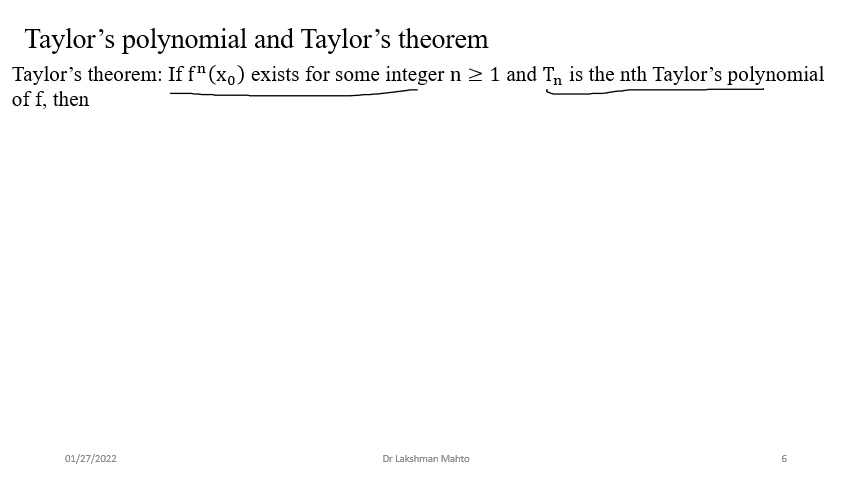 Taylor’s polynomial and Taylor’s theorem
Taylor’s theorem: If fⁿ(x₀) exists for some integer n ≥ 1 and Tₙ is the nth Taylor’s polynomial
of f, then
01/27/2022 Dr Lakshman Mahto 6